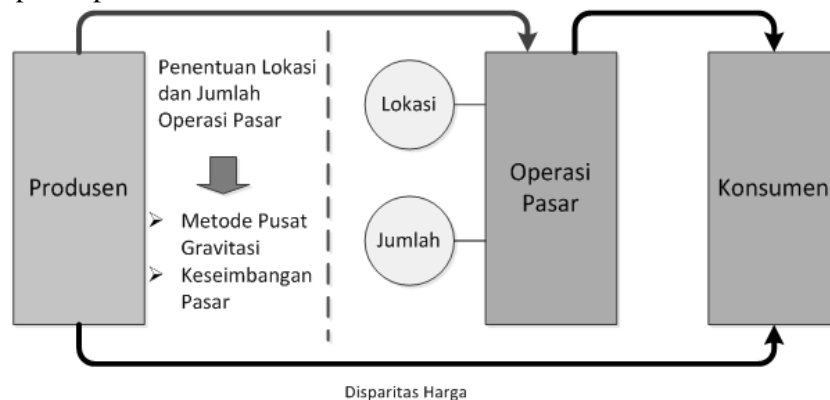 Produsen
Penentuan Lokasi
dan Jumlah
Operasi Pasar
➢ Metode Pusat
Gravitasi
➢ Keseimbangan
Pasar
Lokasi
Jumlah
Operasi
Pasar
Konsumen
Disparitas Harga